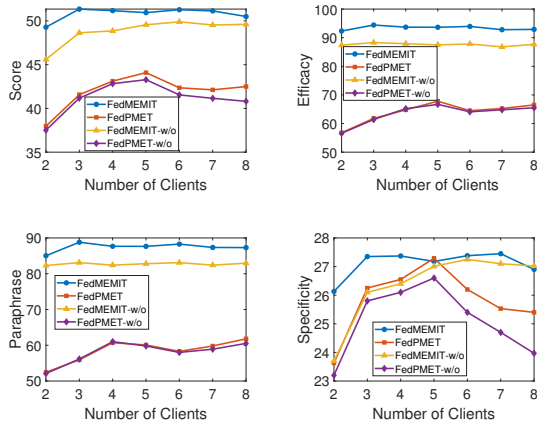 Score
50
45
40
35
FedMEMIT
FedPMET
FedMEMIT-w/o
FedPMET-w/o
2 3 4 5 6 7 8
Number of Clients
Efficacy
100
90
80
70
60
50
FedMEMIT
FedPMET
FedMEMIT-w/o
FedPMET-w/o
2 3 4 5 6 7 8
Number of Clients
Paraphrase
90
80
70
60
50
FedMEMIT
FedPMET
FedMEMIT-w/o
FedPMET-w/o
2 3 4 5 6 7 8
Number of Clients
Specificity
28
27
26
25
24
23
FedMEMIT
FedPMET
FedMEMIT-w/o
FedPMET-w/o
2 3 4 5 6 7 8
Number of Clients